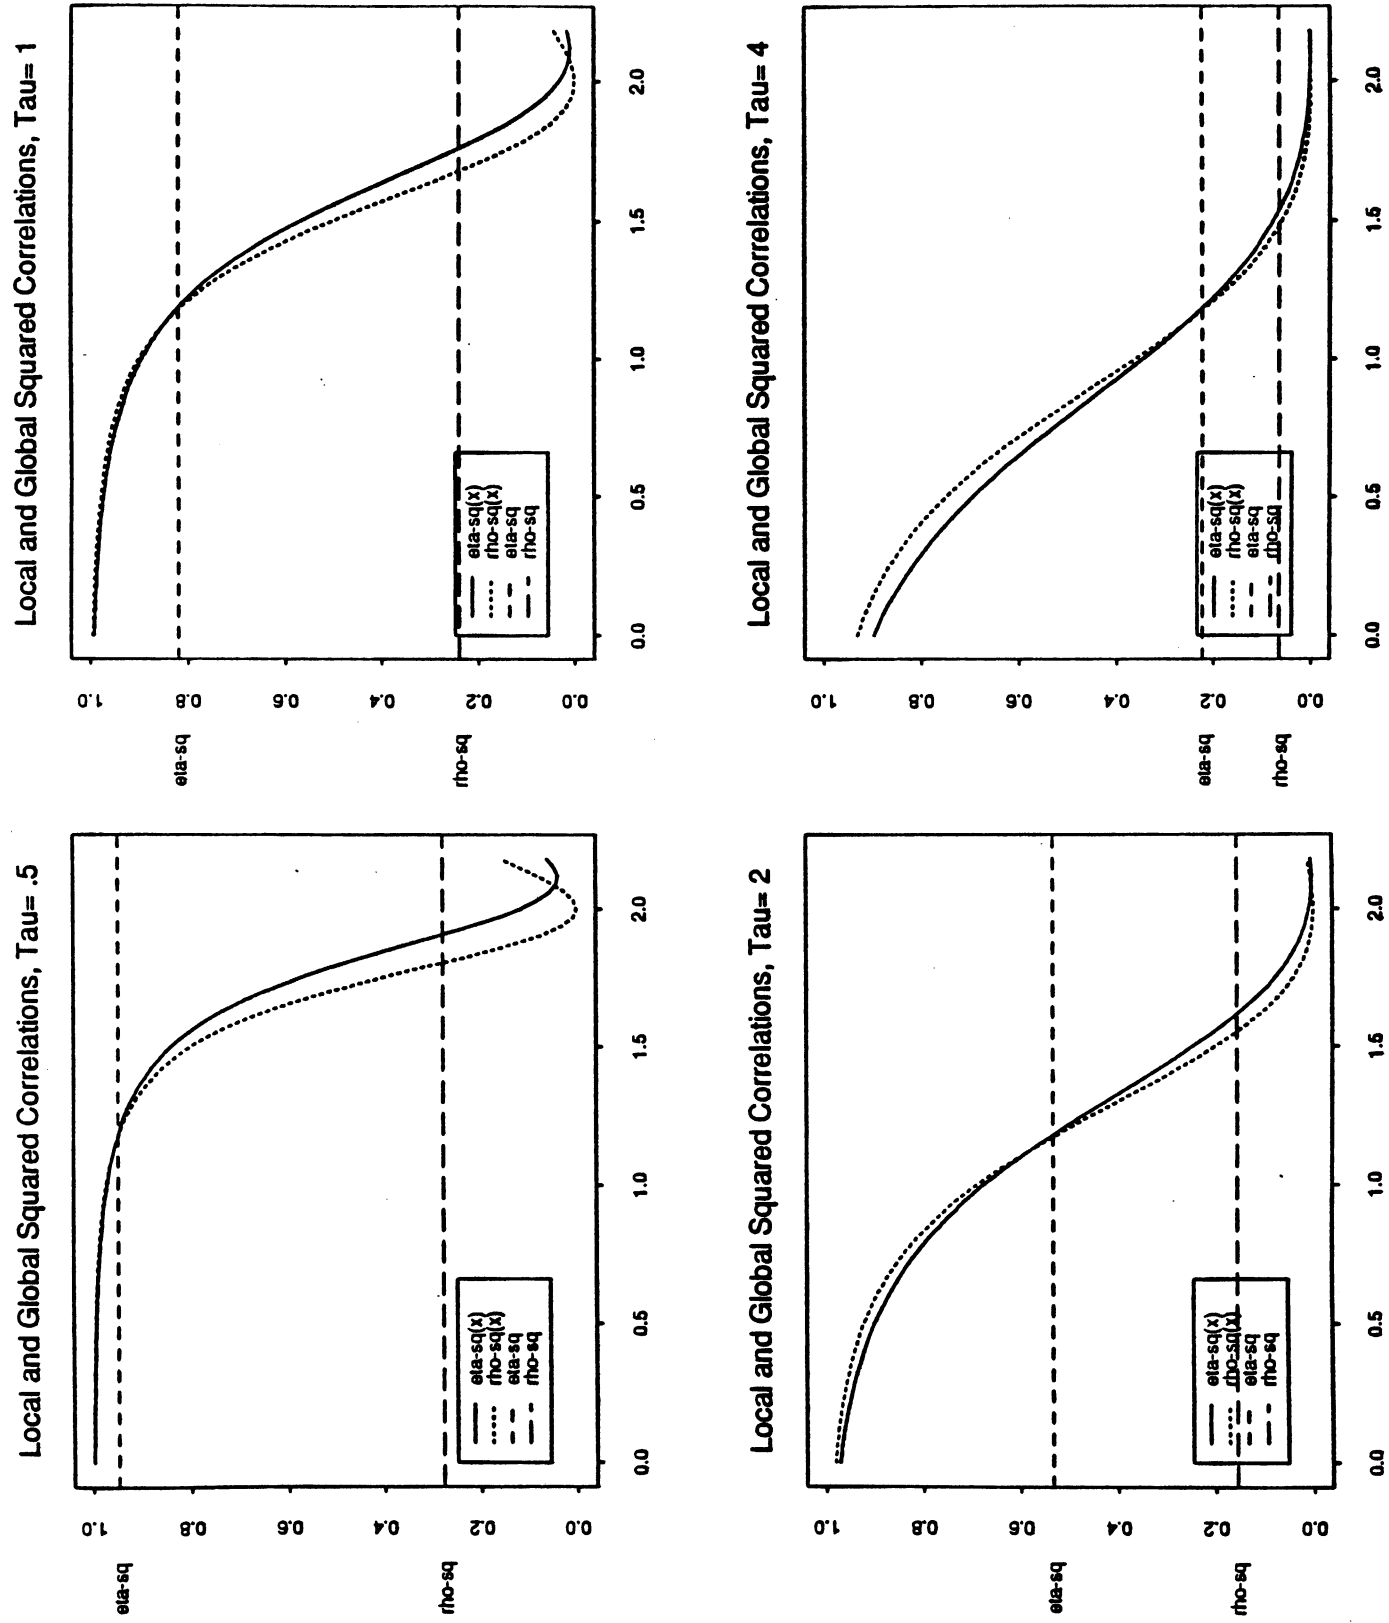 Local and Global Squared Correlations, Tau= .5
eta-sq
rho-sq
1.0
0.8
0.6
0.4
0.2
0.0
eta-sq(x)
rho-sq(x)
eta-sq
rho-sq
0.0 0.5 1.0 1.5 2.0
Local and Global Squared Correlations, Tau= 1
eta-sq
rho-sq
1.0
0.8
0.6
0.4
0.2
0.0
eta-sq(x)
rho-sq(x)
eta-sq
rho-sq
0.0 0.5 1.0 1.5 2.0
Local and Global Squared Correlations, Tau= 2
eta-sq
rho-sq
1.0
0.8
0.6
0.4
0.2
0.0
eta-sq(x)
rho-sq(x)
eta-sq
rho-sq
0.0 0.5 1.0 1.5 2.0
Local and Global Squared Correlations, Tau= 4
eta-sq
rho-sq
1.0
0.8
0.6
0.4
0.2
0.0
eta-sq(x)
rho-sq(x)
eta-sq
rho-sq
0.0 0.5 1.0 1.5 2.0